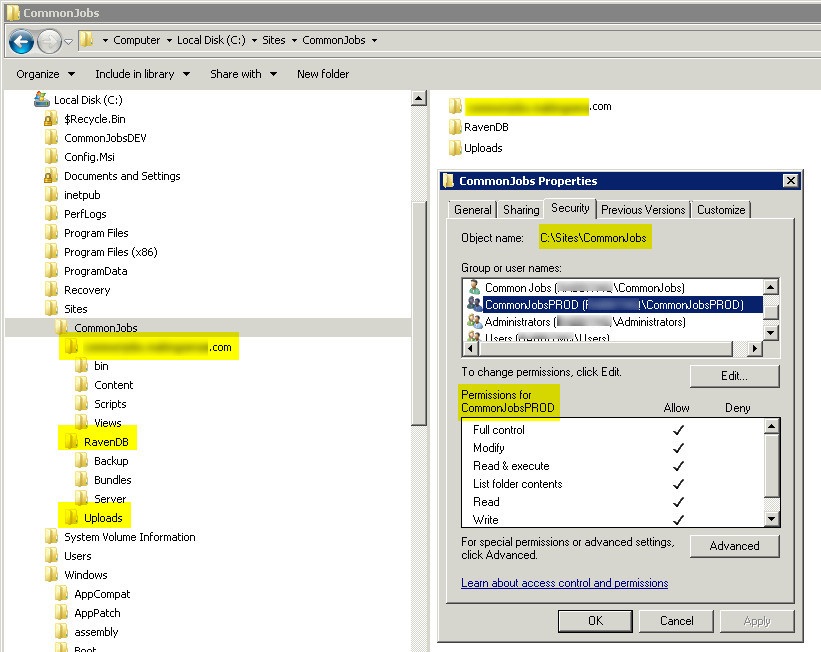 CommonJobs
Computer Local Disk (C:) Sites CommonJobs
Organize Include in library Share with New folder
Local Disk (C:)
$Recycle.Bin
CommonJobsDEV
Config.Msi
Documents and Settings
inetpub
PerfLogs
Program Files
Program Files (x86)
ProgramData
Recovery
Sites
CommonJobs
.com
bin
Content
Scripts
Views
RavenDB
Backup
Bundles
Server
Uploads
System Volume Information
Users
Windows
AppCompat
AppPatch
assembly
Boot
.com
RavenDB
Uploads
CommonJobs Properties
General Sharing Security Previous Versions Customize
Object name: C:\Sites\CommonJobs
Group or user names:
Common Jobs ( \CommonJobs)
CommonJobsPROD ( \CommonJobsPROD)
Administrators ( \Administrators)
Users ( \Users)
To change permissions, click Edit.
Edit...
Permissions for
CommonJobsPROD Allow Deny
Full control
Modify
Read & execute
List folder contents
Read
Write
For special permissions or advanced settings,
click Advanced.
Advanced
Learn about access control and permissions
OK Cancel Apply